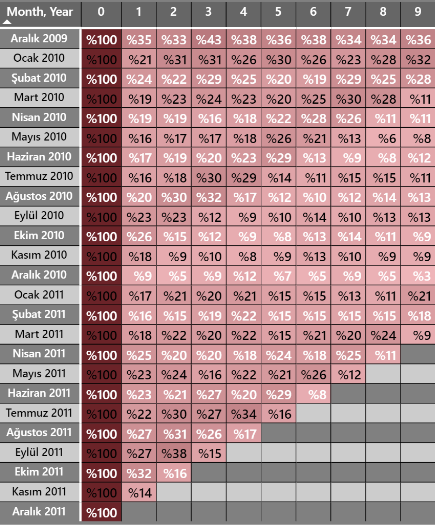 Month, Year 0 1 2 3 4 5 6 7 8 9
Aralık 2009 %100 %35 %33 %43 %38 %36 %38 %34 %34 %36
Ocak 2010 %100 %21 %31 %31 %26 %30 %26 %23 %28 %32
Şubat 2010 %100 %24 %22 %29 %25 %20 %19 %29 %25 %28
Mart 2010 %100 %19 %23 %24 %23 %20 %25 %30 %28 %11
Nisan 2010 %100 %19 %19 %16 %18 %22 %28 %26 %11 %11
Mayıs 2010 %100 %16 %17 %17 %18 %26 %21 %13 %6 %8
Haziran 2010 %100 %17 %19 %20 %23 %29 %13 %9 %8 %12
Temmuz 2010 %100 %16 %18 %30 %29 %14 %11 %15 %15 %11
Ağustos 2010 %100 %20 %30 %32 %17 %12 %10 %12 %14 %13
Eylül 2010 %100 %23 %23 %12 %9 %10 %14 %10 %13 %13
Ekim 2010 %100 %26 %15 %12 %9 %8 %13 %14 %11 %9
Kasım 2010 %100 %18 %9 %10 %8 %9 %13 %10 %9 %9
Aralık 2010 %100 %9 %5 %9 %12 %7 %5 %9 %5 %3
Ocak 2011 %100 %17 %21 %21 %21 %15 %15 %13 %11 %21
Şubat 2011 %100 %16 %15 %19 %22 %15 %15 %15 %15 %18
Mart 2011 %100 %18 %22 %20 %22 %15 %21 %20 %24 %9
Nisan 2011 %100 %25 %20 %20 %18 %24 %18 %25 %11
Mayıs 2011 %100 %23 %24 %16 %22 %21 %26 %12
Haziran 2011 %100 %23 %21 %27 %20 %29 %8
Temmuz 2011 %100 %22 %30 %27 %34 %16
Ağustos 2011 %100 %27 %31 %26 %17
Eylül 2011 %100 %27 %38 %15
Ekim 2011 %100 %32 %16
Kasım 2011 %100 %14
Aralık 2011 %100